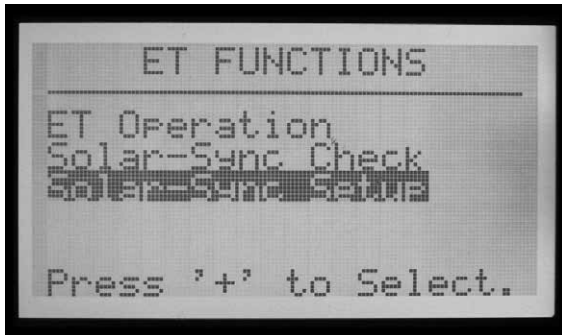 ET FUNCTIONS
ET Operation
Solar-Sync Check
Solar-Sync Setup
Press '+' to Select.